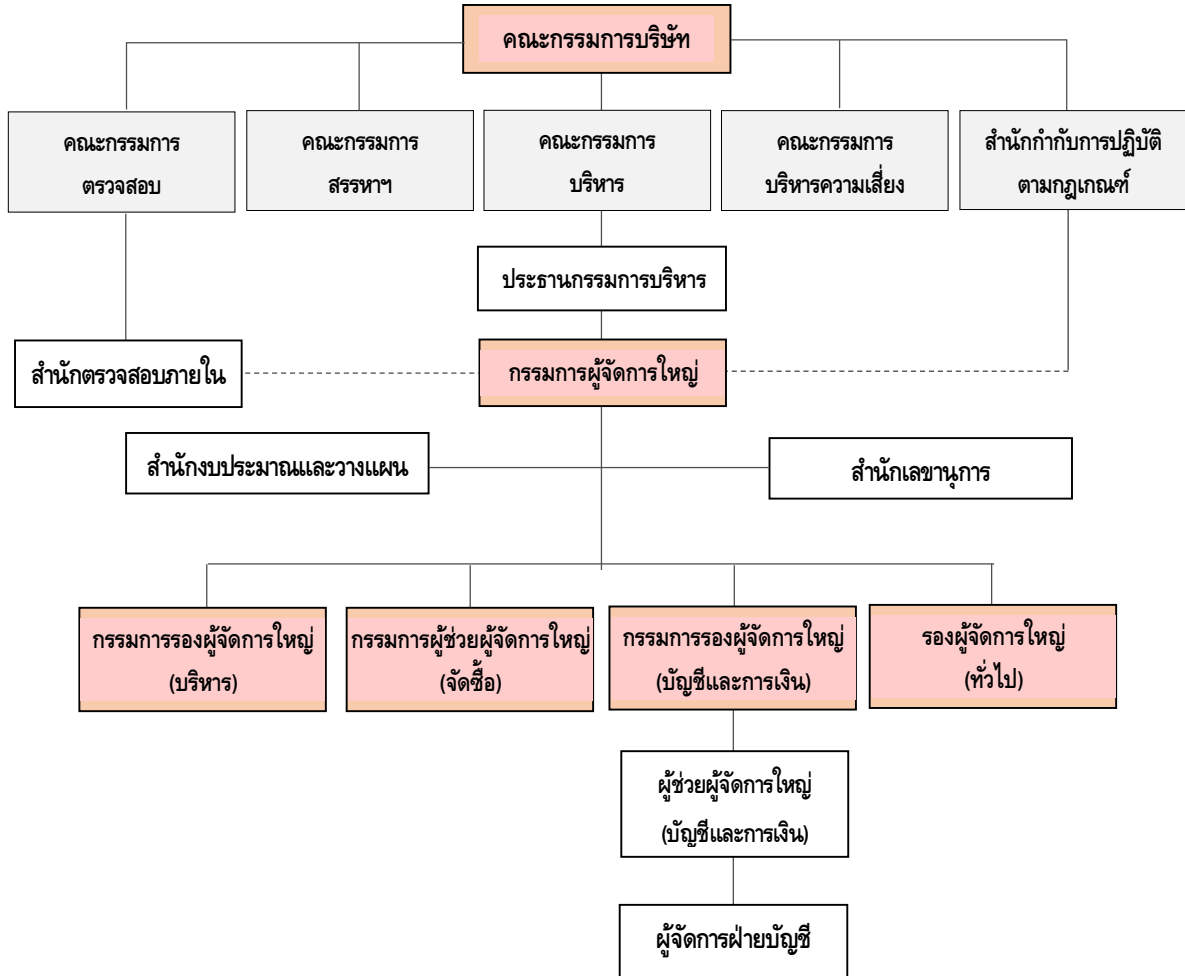 คณะกรรมการบริษัท
คณะกรรมการ
ตรวจสอบ
คณะกรรมการ
สรรหาฯ
คณะกรรมการ
บริหาร
คณะกรรมการ
บริหารความเสี่ยง
สำนักกำกับการปฏิบัติ
ตามกฎเกณฑ์
ประธานกรรมการบริหาร
สำนักตรวจสอบภายใน
กรรมการผู้จัดการใหญ่
สำนักงบประมาณและวางแผน
สำนักเลขานุการ
กรรมการรองผู้จัดการใหญ่
(บริหาร)
กรรมการผู้ช่วยผู้จัดการใหญ่
(จัดซื้อ)
กรรมการรองผู้จัดการใหญ่
(บัญชีและการเงิน)
รองผู้จัดการใหญ่
(ทั่วไป)
ผู้ช่วยผู้จัดการใหญ่
(บัญชีและการเงิน)
ผู้จัดการฝ่ายบัญชี